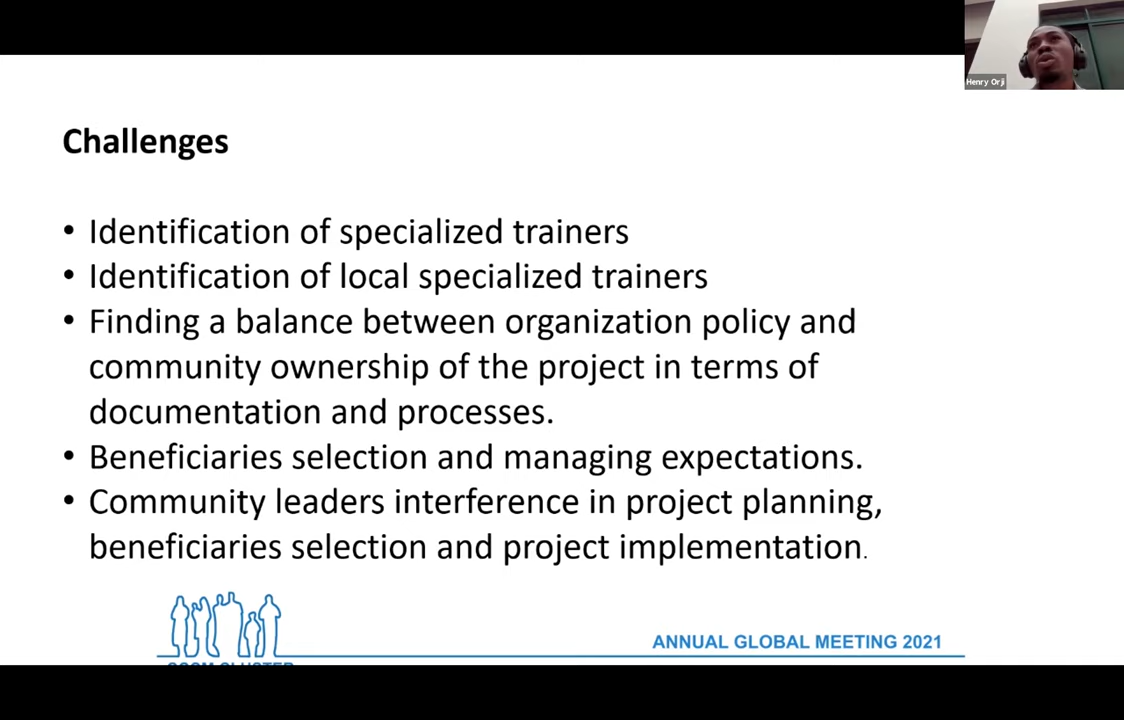 Henry Orji
Challenges
• Identification of specialized trainers
• Identification of local specialized trainers
• Finding a balance between organization policy and
community ownership of the project in terms of
documentation and processes.
• Beneficiaries selection and managing expectations.
• Community leaders interference in project planning,
beneficiaries selection and project implementation.
ANNUAL GLOBAL MEETING 2021
CCCM CLUSTER